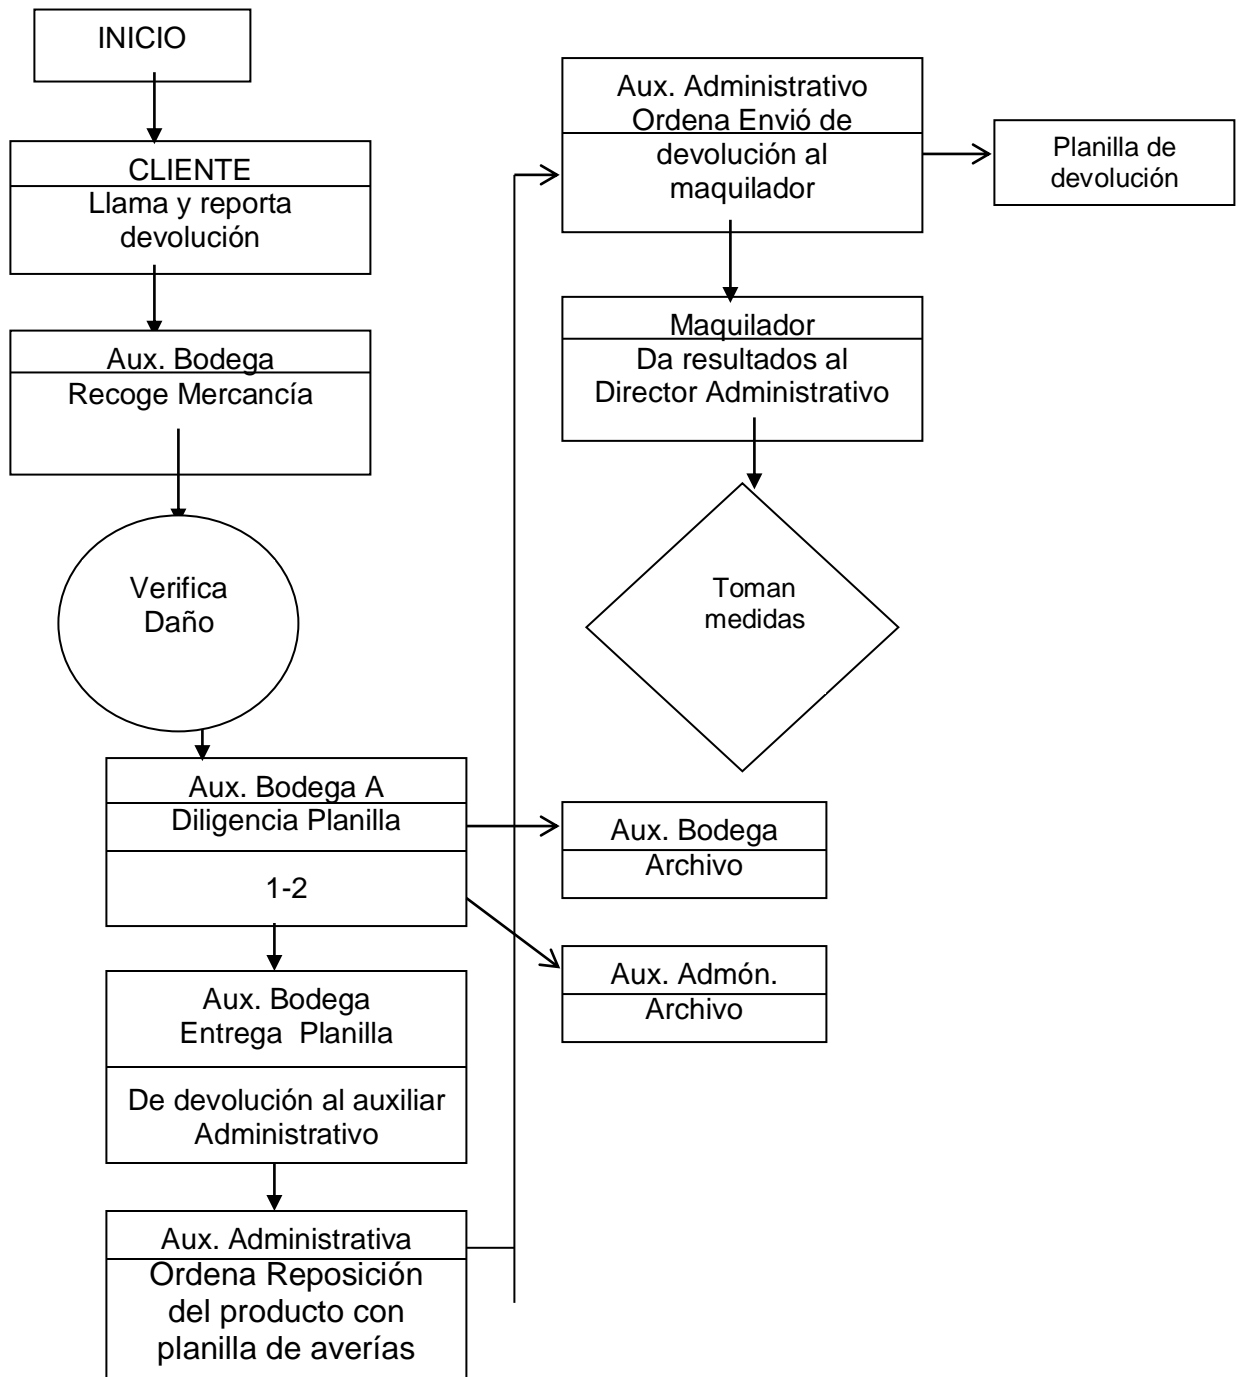 INICIO
CLIENTE
Llama y reporta
devolución
Aux. Bodega
Recoge Mercancía
Verifica
Daño
Aux. Bodega A
Diligencia Planilla
1-2
Aux. Bodega
Entrega Planilla
De devolución al auxiliar
Administrativo
Aux. Administrativa
Ordena Reposición
del producto con
planilla de averías
Aux. Administrativo
Ordena Envió de
devolución al
maquilador
Planilla de
devolución
Maquilador
Da resultados al
Director Administrativo
Toman
medidas
Aux. Bodega
Archivo
Aux. Admón.
Archivo